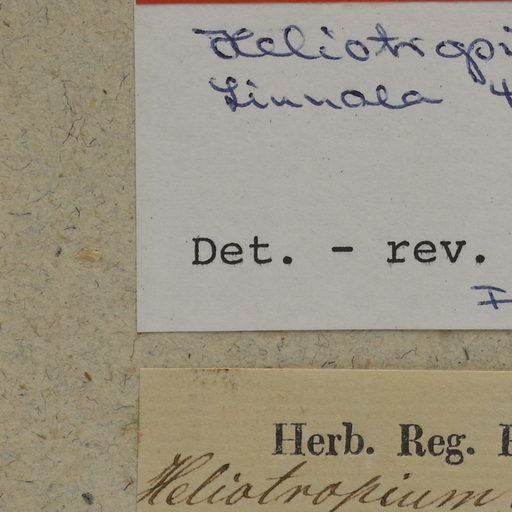 Heliotropi
Linnaea 4
Det. - rev.
Herb. Reg.
Heliotropium